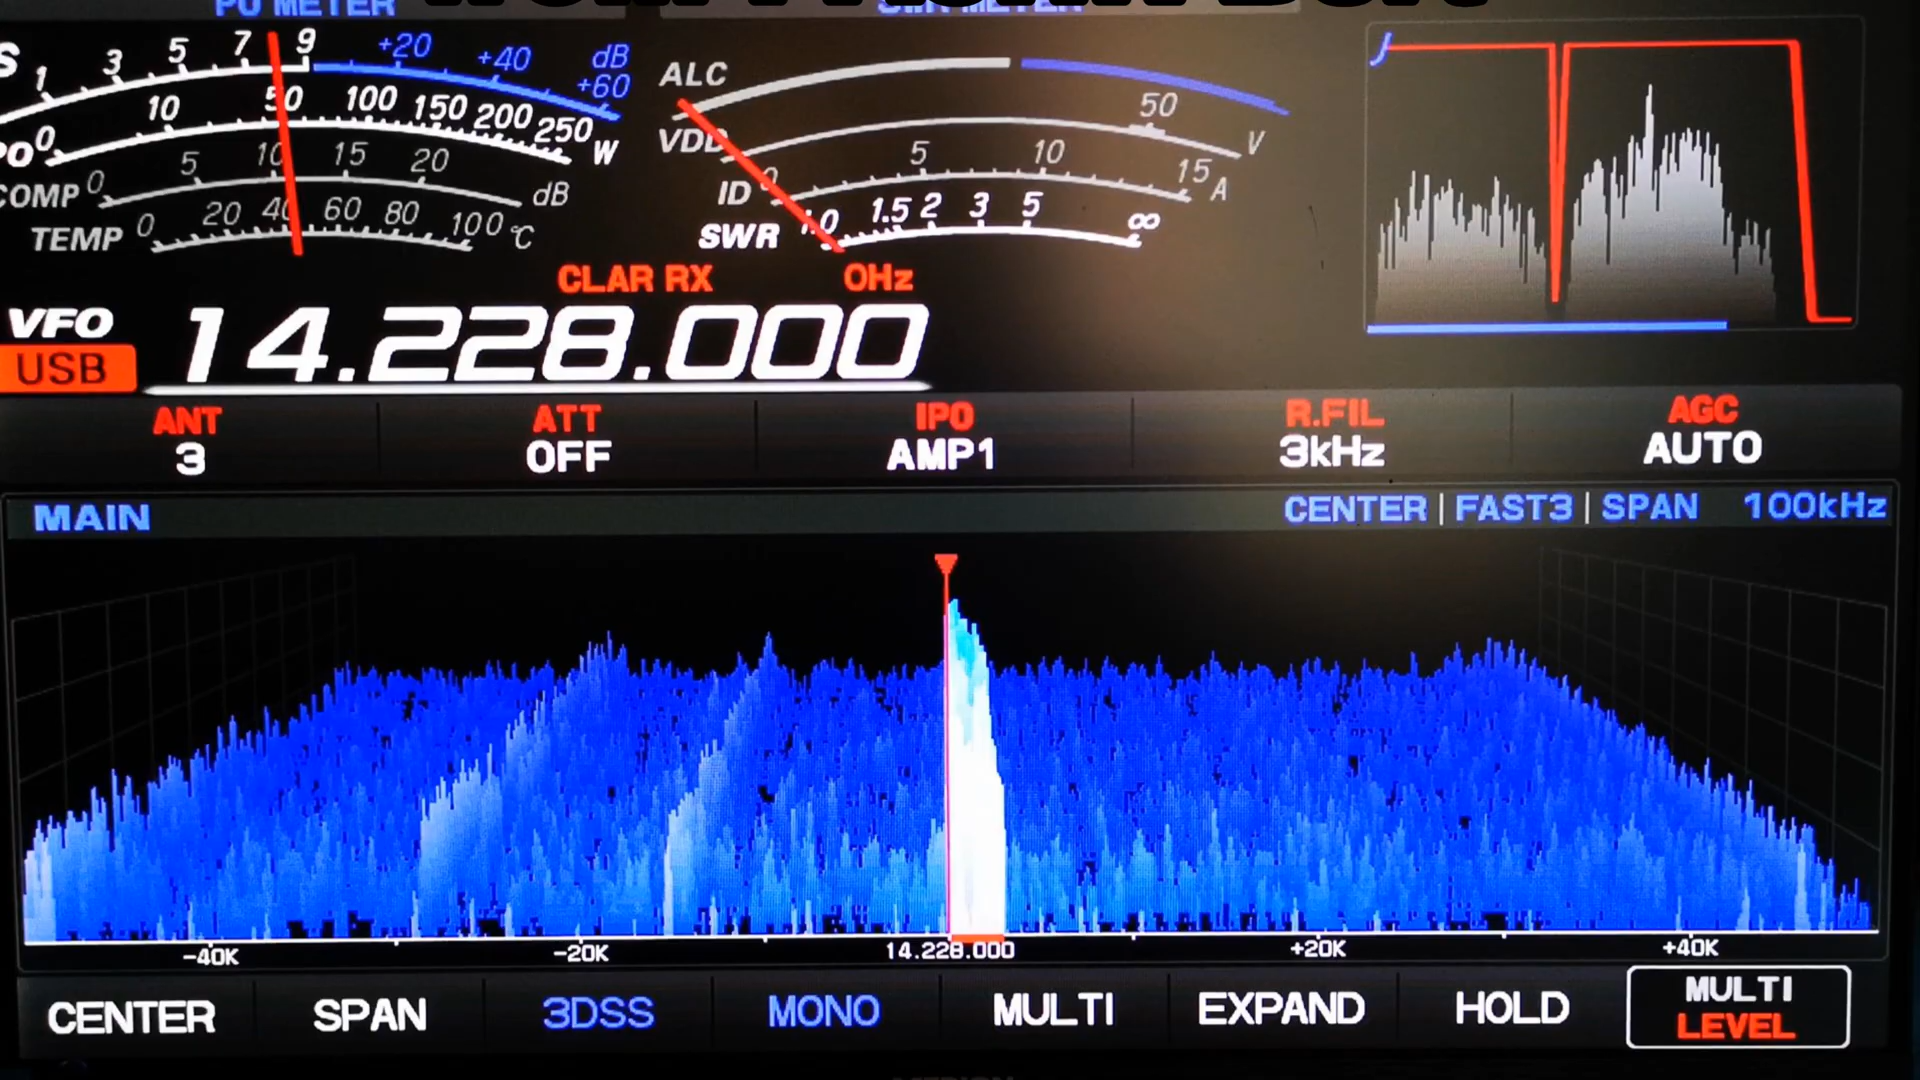 PO METER
S 1 3 5 7 9 +20 +40 +60 dB
PO 0 10 50 100 150 200 250 W
COMP 0 5 10 15 20 dB
TEMP 0 20 40 60 80 100 °C
ALC
VDD 50 V
ID 0 5 10 15 A
SWR 1.0 1.5 2 3 5 ∞
CLAR RX 0Hz
VFO
USB
14.228.000
ANT ATT IPO R.FIL AGC
3 OFF AMP1 3kHz AUTO
MAIN CENTER | FAST3 | SPAN 100kHz
-40K -20K 14.228.000 +20K +40K
CENTER SPAN 3DSS MONO MULTI EXPAND HOLD MULTI
LEVEL